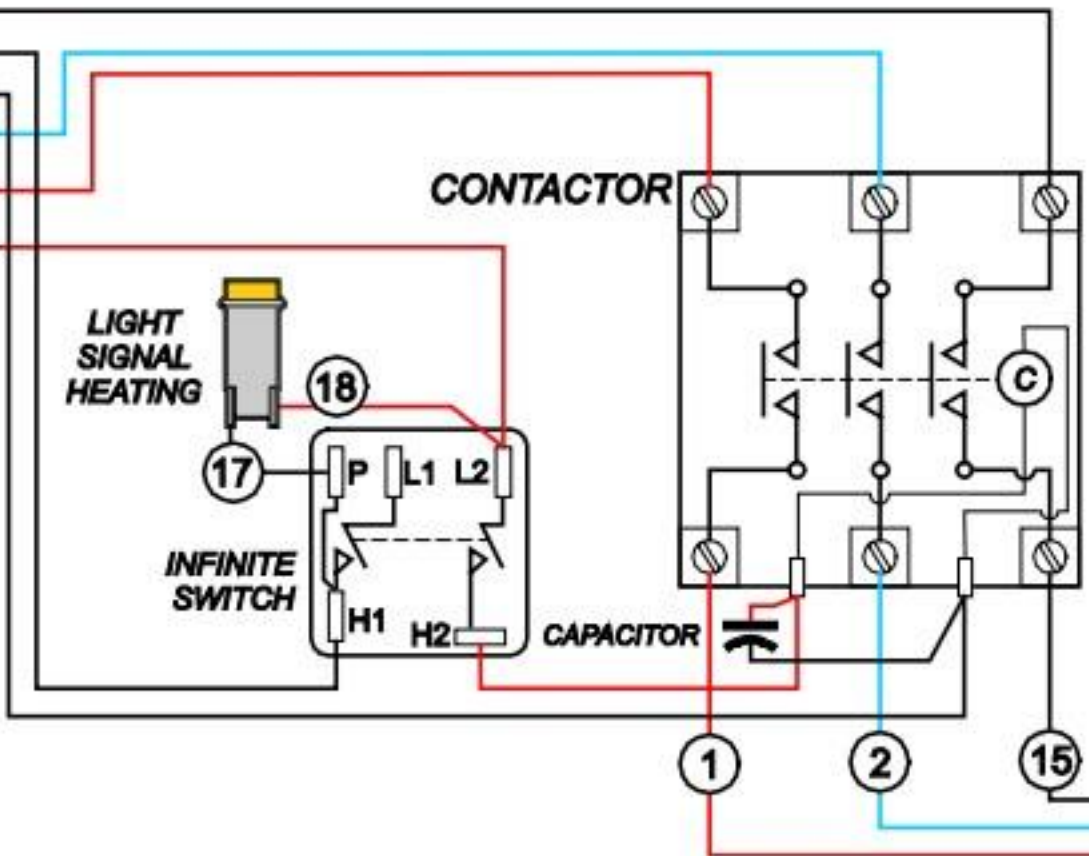 CONTACTOR
C
LIGHT
SIGNAL
HEATING
18
17
P
L1
L2
INFINITE
SWITCH
H1
H2
CAPACITOR
1
2
15